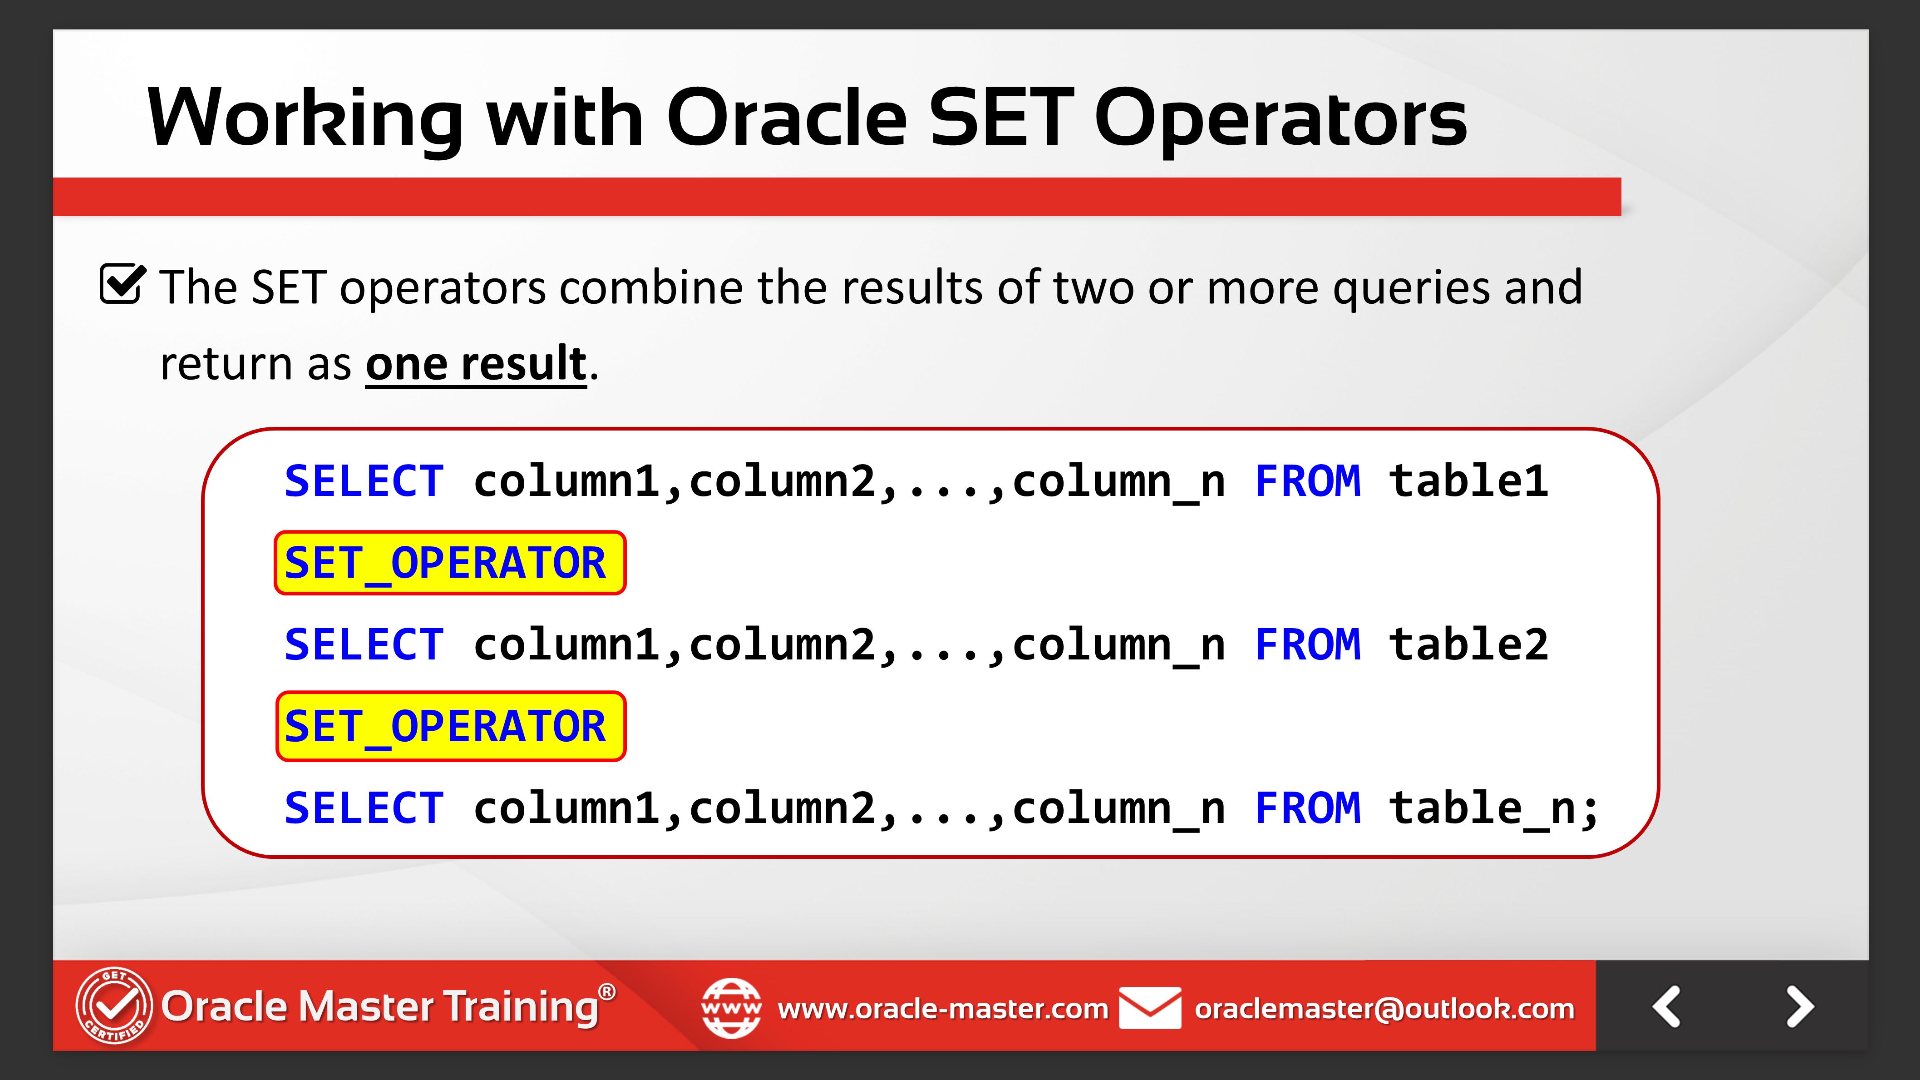 Working with Oracle SET Operators
The SET operators combine the results of two or more queries and
return as one result.
SELECT column1,column2,...,column_n FROM table1
SET_OPERATOR
SELECT column1,column2,...,column_n FROM table2
SET_OPERATOR
SELECT column1,column2,...,column_n FROM table_n;
GET
CERTIFIED
Oracle Master Training®
www
www.oracle-master.com
oraclemaster@outlook.com